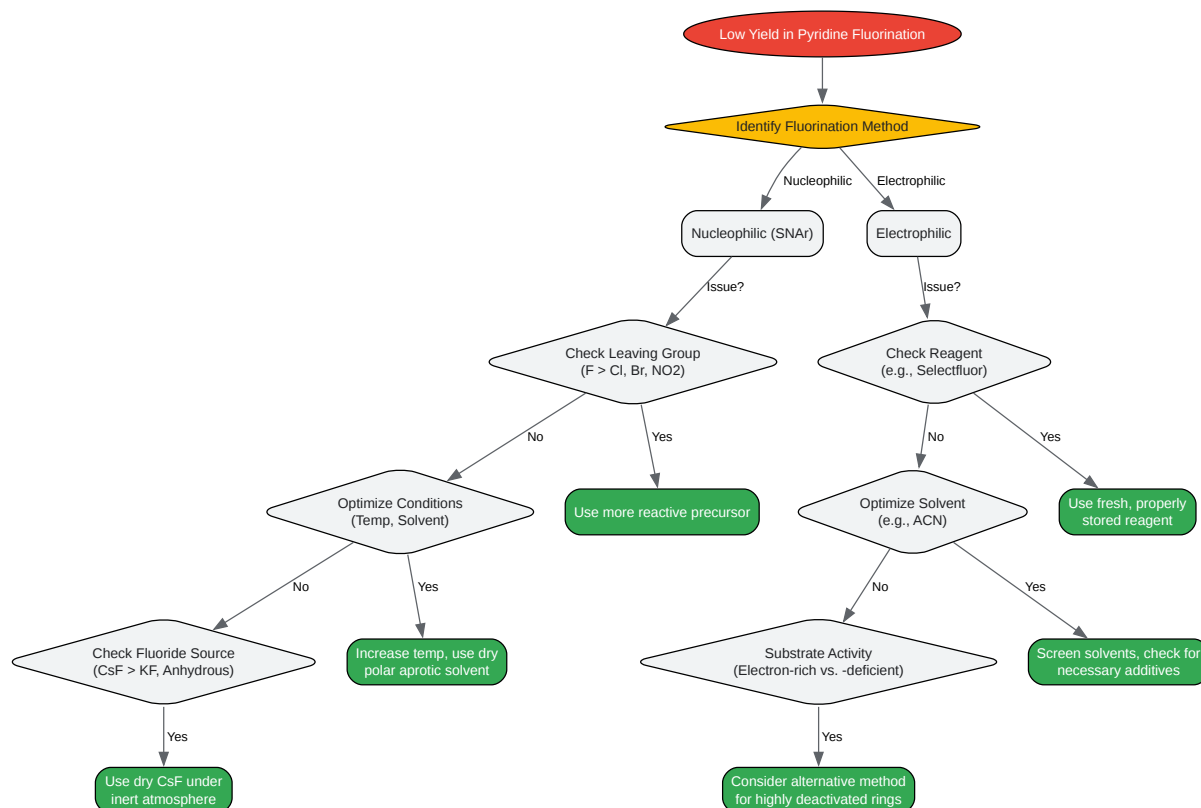 Low Yield in Pyridine Fluorination
Identify Fluorination Method
Nucleophilic
Electrophilic
Nucleophilic (SNAr)
Electrophilic
Issue?
Issue?
Check Leaving Group
(F > Cl, Br, NO2)
Check Reagent
(e.g., Selectfluor)
No
Yes
No
Yes
Optimize Conditions
(Temp, Solvent)
Use more reactive precursor
Optimize Solvent
(e.g., ACN)
Use fresh, properly
stored reagent
No
Yes
No
Yes
Check Fluoride Source
(CsF > KF, Anhydrous)
Increase temp, use dry
polar aprotic solvent
Substrate Activity
(Electron-rich vs. -deficient)
Screen solvents, check for
necessary additives
Yes
Yes
Use dry CsF under
inert atmosphere
Consider alternative method
for highly deactivated rings